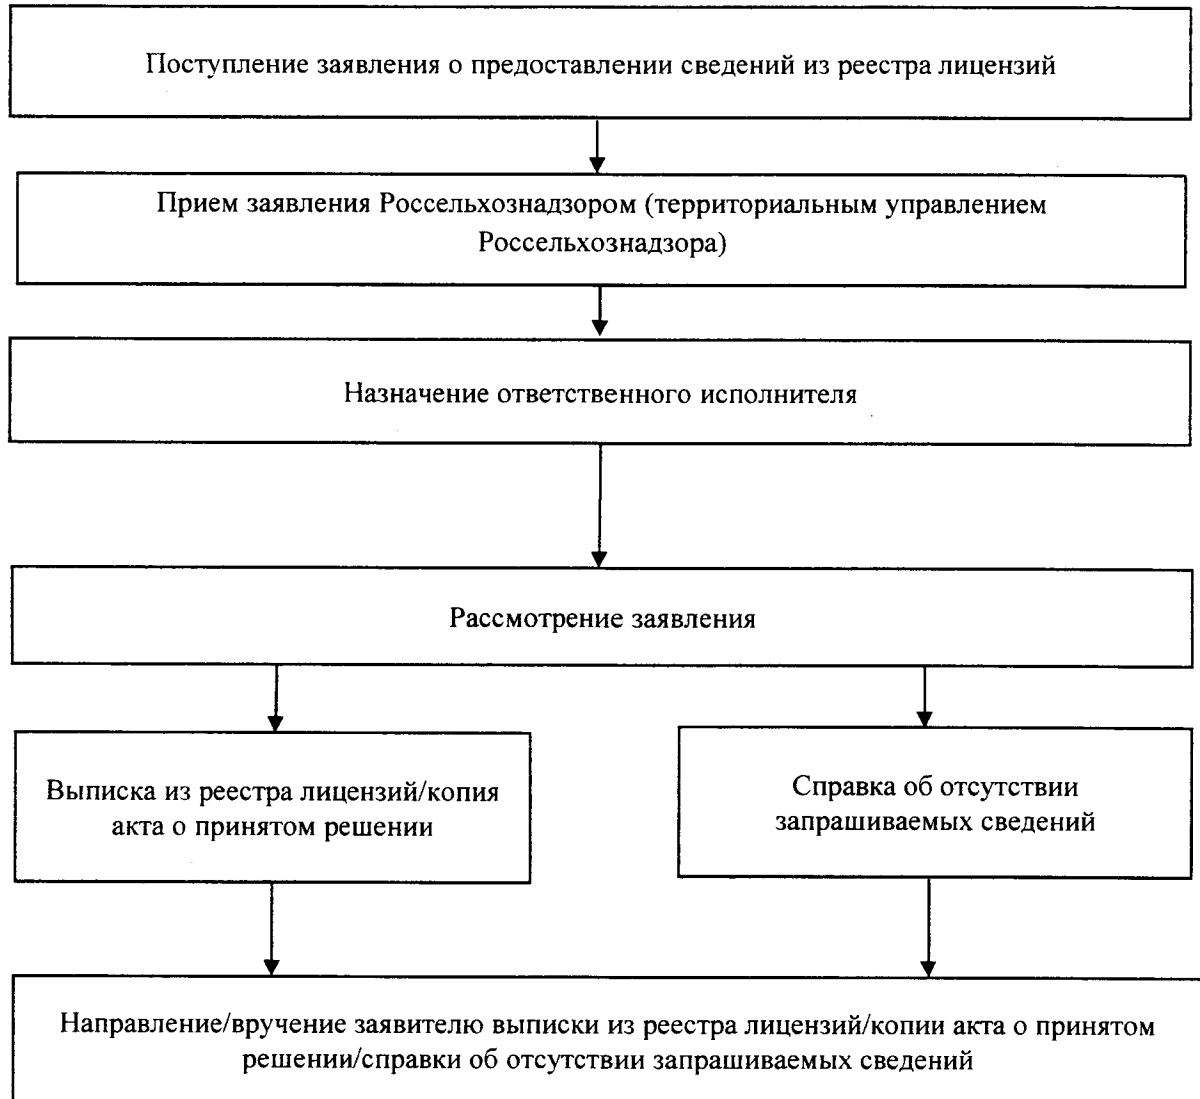 Поступление заявления о предоставлении сведений из реестра лицензий
Прием заявления Россельхознадзором (территориальным управлением
Россельхознадзора)
Назначение ответственного исполнителя
Рассмотрение заявления
Выписка из реестра лицензий/копия
акта о принятом решении
Справка об отсутствии
запрашиваемых сведений
Направление/вручение заявителю выписки из реестра лицензий/копии акта о принятом
решении/справки об отсутствии запрашиваемых сведений